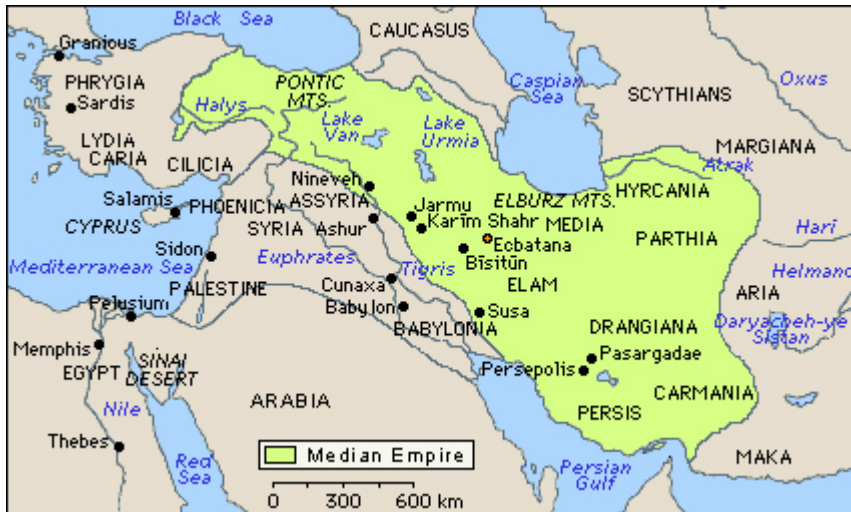 Black Sea
Granious
CAUCASUS
PHRYGIA
Sardis
PONTIC
MTS.
Halys
Caspian
Sea
Oxus
SCYTHIANS
LYDIA
CARIA
CILICIA
Lake
Van
Lake
Urmia
MARGIANA
Atrak
Nineveh
ASSYRIA
ELBURZ MTS.
HYRCANIA
Salamis
CYPRUS
PHOENICIA
SYRIA
Ashur
Jarmu
Karīm Shahr
MEDIA
Ecbatana
PARTHIA
Hari
Sidon
Mediterranean Sea
Euphrates
Tigris
Bīsitūn
Helmand
PALESTINE
Cunaxa
ELAM
ARIA
Pelusium
Babylon
BABYLONIA
Susa
DRANGIANA
Daryacheh-ye
Sistan
Memphis
EGYPT
SINAI
DESERT
Pasargadae
Persepolis
Nile
ARABIA
PERSIS
CARMANIA
Thebes
Red
Sea
Median Empire
Persian
Gulf
MAKA
0 300 600 km